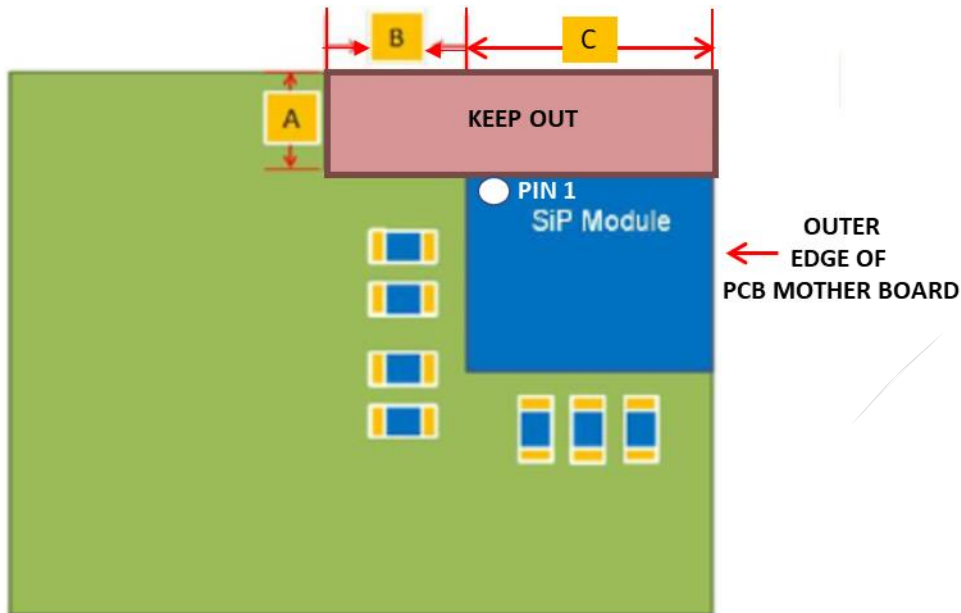 B
C
A
KEEP OUT
PIN 1
SiP Module
OUTER
EDGE OF
PCB MOTHER BOARD